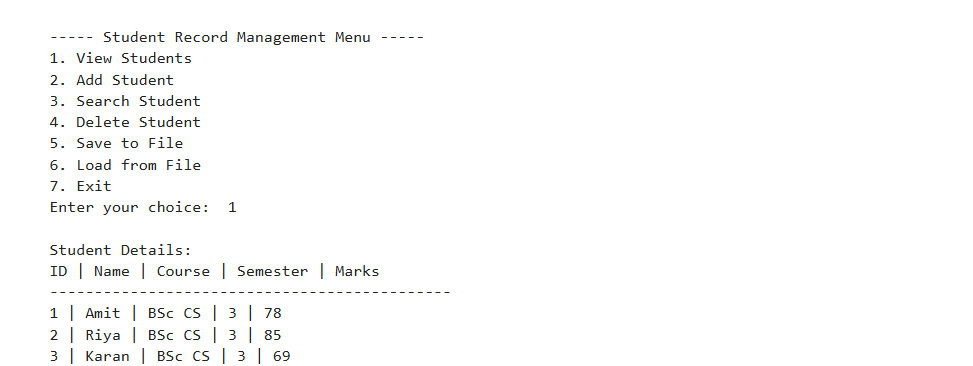 ----- Student Record Management Menu -----
1. View Students
2. Add Student
3. Search Student
4. Delete Student
5. Save to File
6. Load from File
7. Exit
Enter your choice:  1
Student Details:
ID | Name | Course | Semester | Marks
---------------------------------------------
1 | Amit | BSc CS | 3 | 78
2 | Riya | BSc CS | 3 | 85
3 | Karan | BSc CS | 3 | 69